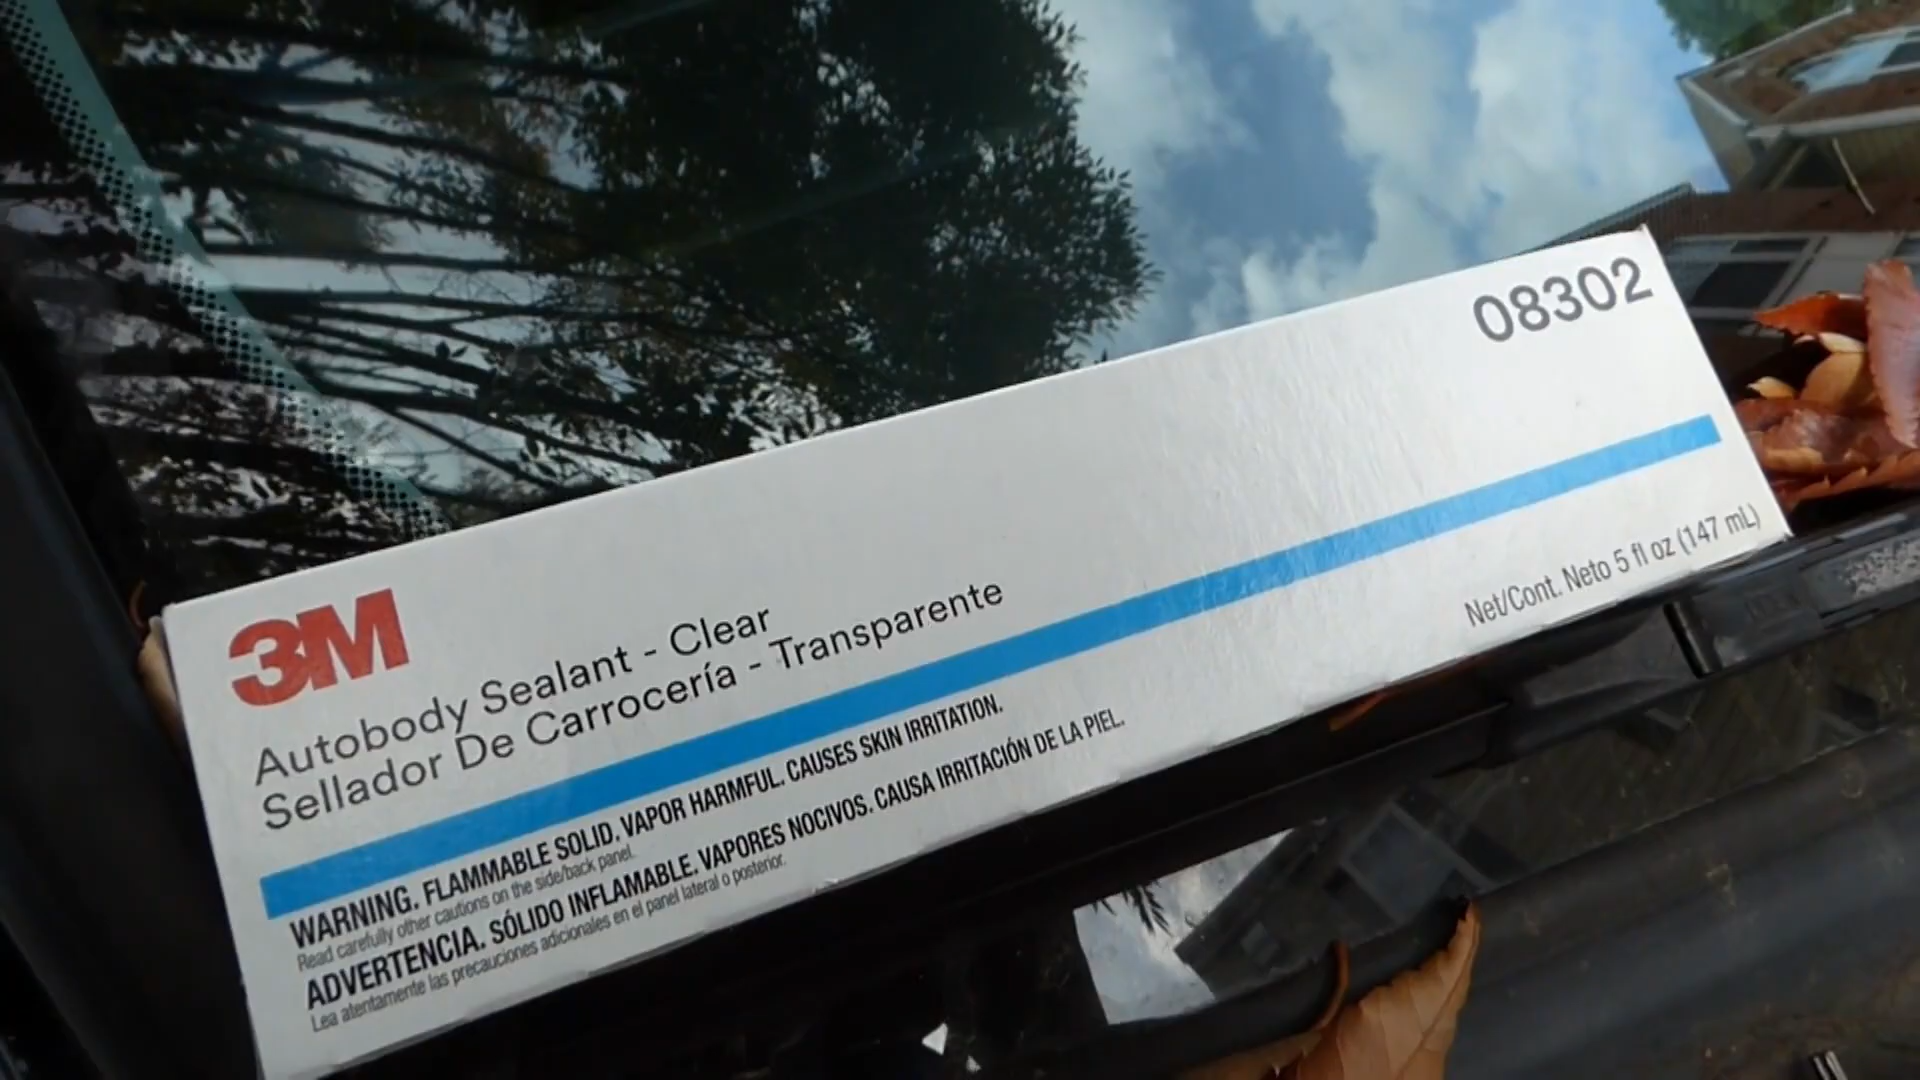 08302
3M
Autobody Sealant - Clear
Sellador De Carrocería - Transparente
Net/Cont. Neto 5 fl oz (147 mL)
WARNING. FLAMMABLE SOLID. VAPOR HARMFUL. CAUSES SKIN IRRITATION.
Read carefully other cautions on the side/back panel.
ADVERTENCIA. SÓLIDO INFLAMABLE. VAPORES NOCIVOS. CAUSA IRRITACIÓN DE LA PIEL.
Lea atentamente las precauciones adicionales en el panel lateral o posterior.